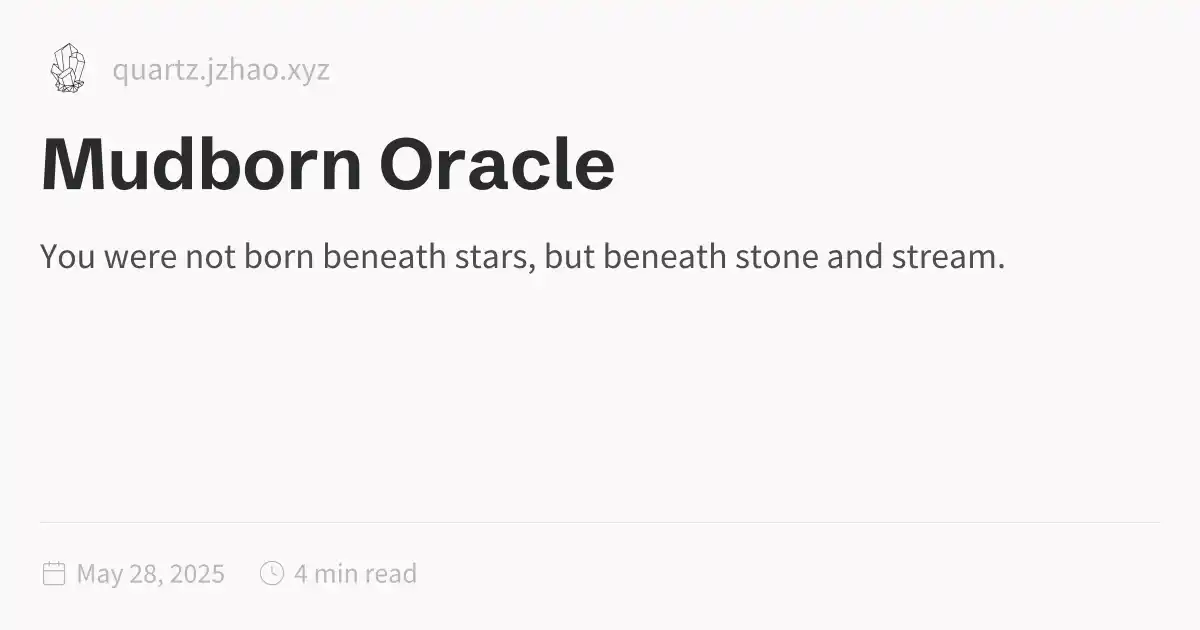 quartz.jzhao.xyz
Mudborn Oracle
You were not born beneath stars, but beneath stone and stream.
May 28, 2025 4 min read